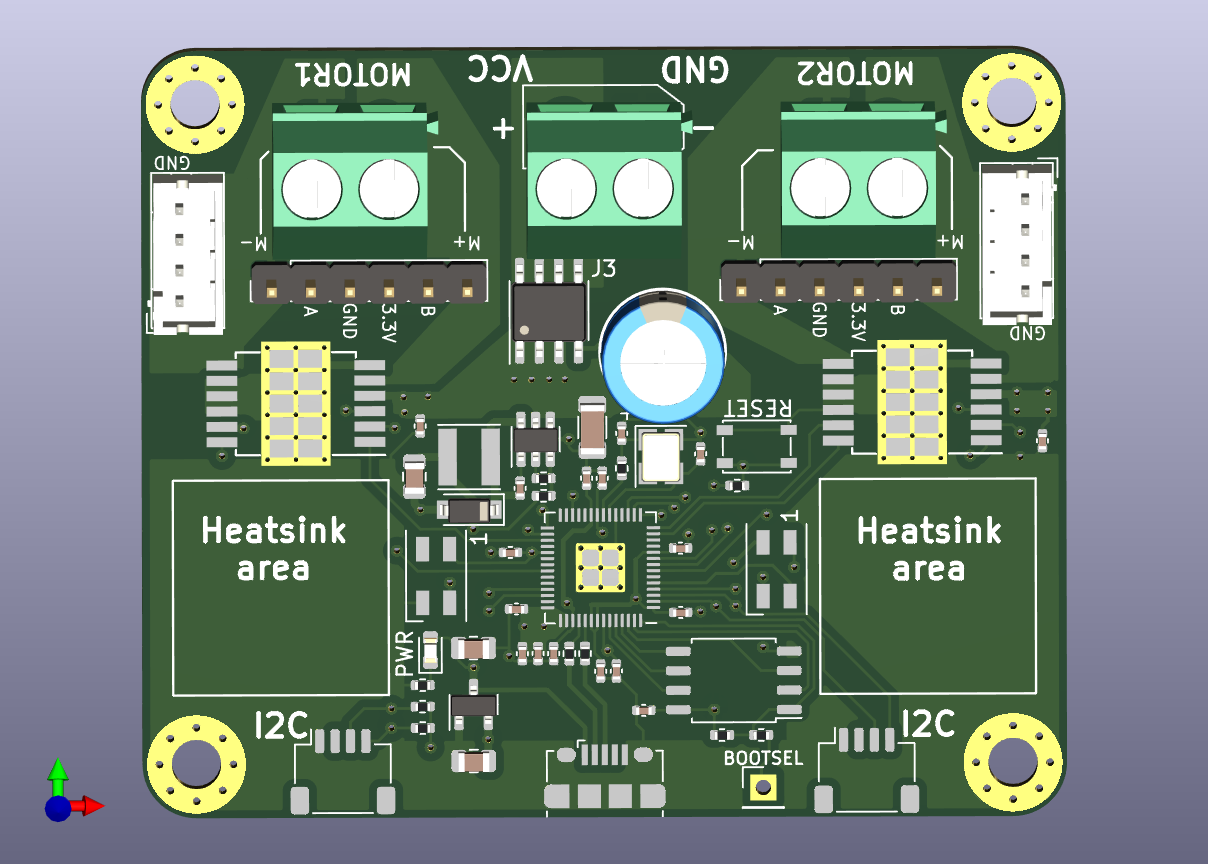 MOTOR1
VCC
GND
MOTOR2
+
-
GND
M-
M+
M-
M+
J3
A
GND
3.3V
B
A
GND
3.3V
B
GND
RESET
Heatsink
area
1
1
Heatsink
area
PWR
I2C
I2C
BOOTSEL